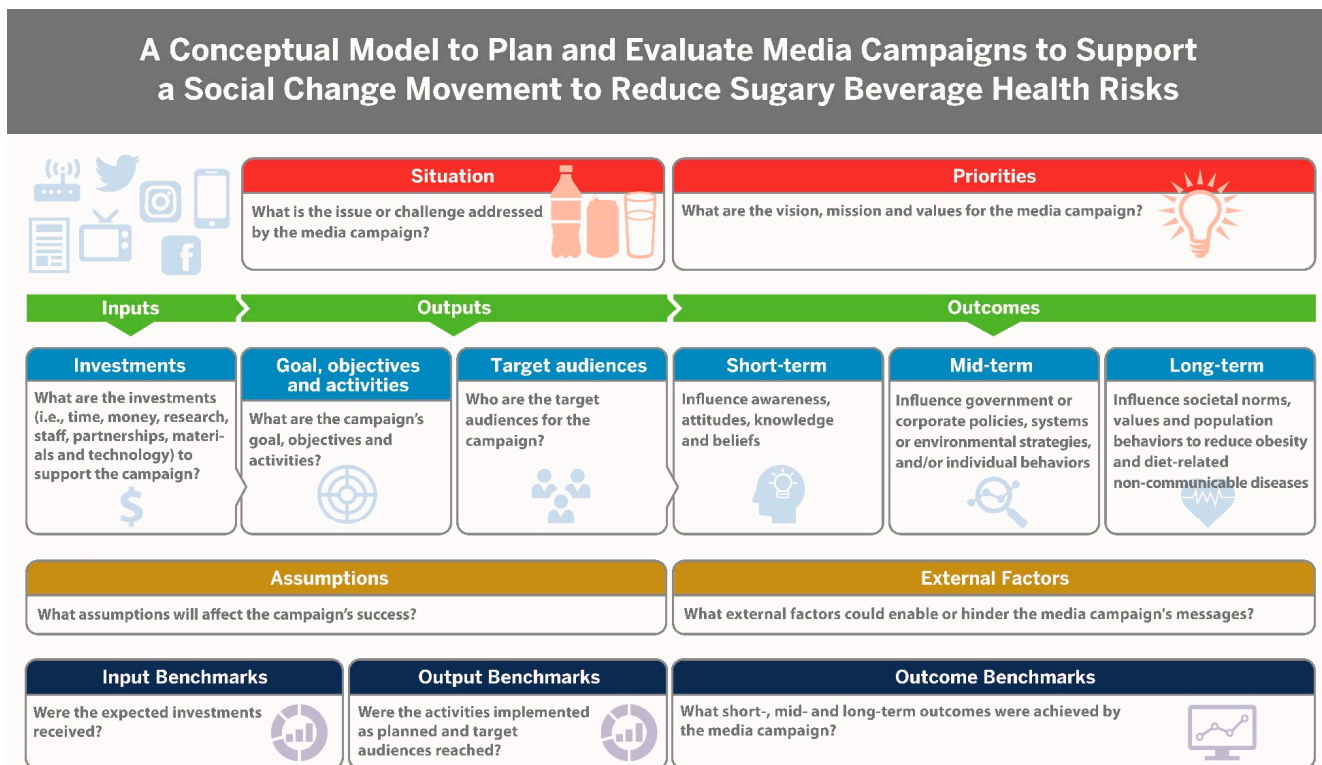 A Conceptual Model to Plan and Evaluate Media Campaigns to Support
a Social Change Movement to Reduce Sugary Beverage Health Risks
Situation
What is the issue or challenge addressed
by the media campaign?
Priorities
What are the vision, mission and values for the media campaign?
Inputs
Outputs
Outcomes
Investments
What are the investments
(i.e., time, money, research,
staff, partnerships, materi-
als and technology) to
support the campaign?
$
Goal, objectives
and activities
What are the campaign's
goal, objectives and
activities?
Target audiences
Who are the target
audiences for the
campaign?
Short-term
Influence awareness,
attitudes, knowledge
and beliefs
Mid-term
Influence government or
corporate policies, systems
or environmental strategies,
and/or individual behaviors
Long-term
Influence societal norms,
values and population
behaviors to reduce obesity
and diet-related
non-communicable diseases
Assumptions
What assumptions will affect the campaign's success?
External Factors
What external factors could enable or hinder the media campaign's messages?
Input Benchmarks
Were the expected investments
received?
Output Benchmarks
Were the activities implemented
as planned and target
audiences reached?
Outcome Benchmarks
What short-, mid- and long-term outcomes were achieved by
the media campaign?